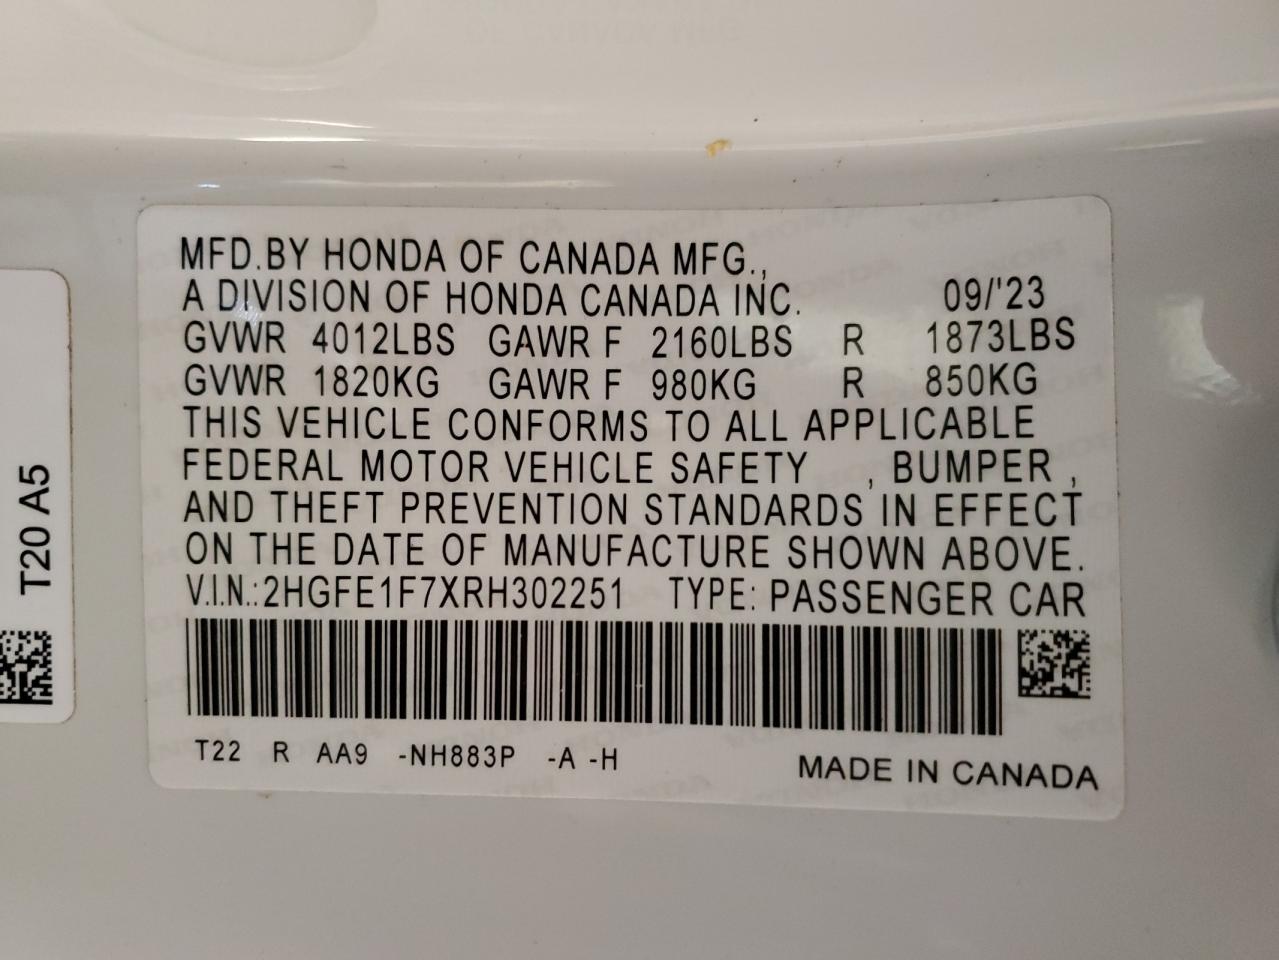 MFD.BY HONDA OF CANADA MFG.,
A DIVISION OF HONDA CANADA INC. 09/'23
GVWR 4012LBS GAWR F 2160LBS R 1873LBS
GVWR 1820KG GAWR F 980KG R 850KG
THIS VEHICLE CONFORMS TO ALL APPLICABLE
FEDERAL MOTOR VEHICLE SAFETY , BUMPER ,
AND THEFT PREVENTION STANDARDS IN EFFECT
ON THE DATE OF MANUFACTURE SHOWN ABOVE.
V.I.N.:2HGFE1F7XRH302251 TYPE: PASSENGER CAR
T22 R AA9 -NH883P -A -H
MADE IN CANADA
T20 A5